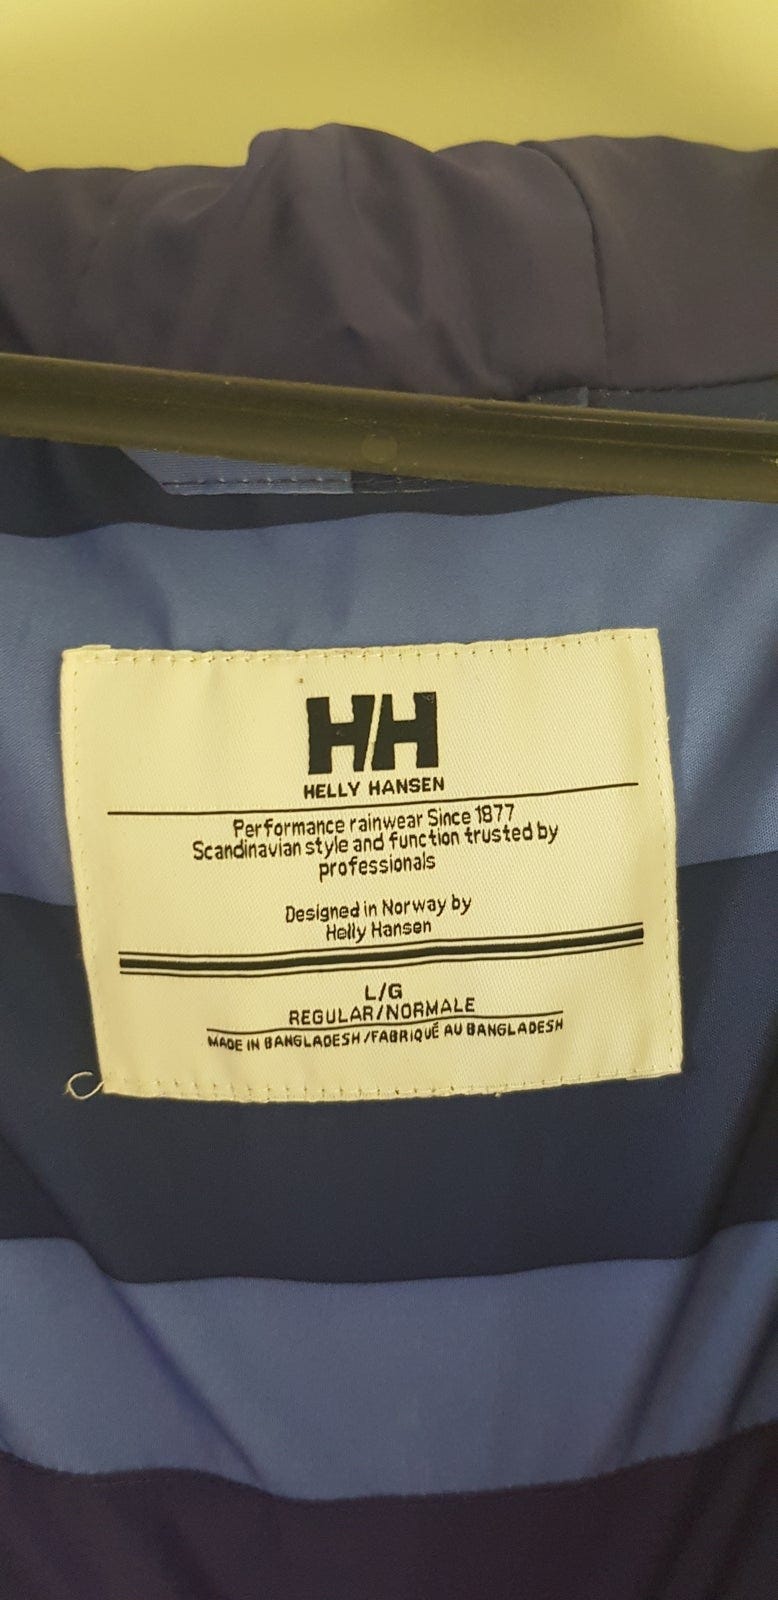 HH
HELLY HANSEN
Performance rainwear Since 1877
Scandinavian style and function trusted by
professionals
Designed in Norway by
Helly Hansen
L/G
REGULAR/NORMALE
MADE IN BANGLADESH/FABRIQUÉ AU BANGLADESH